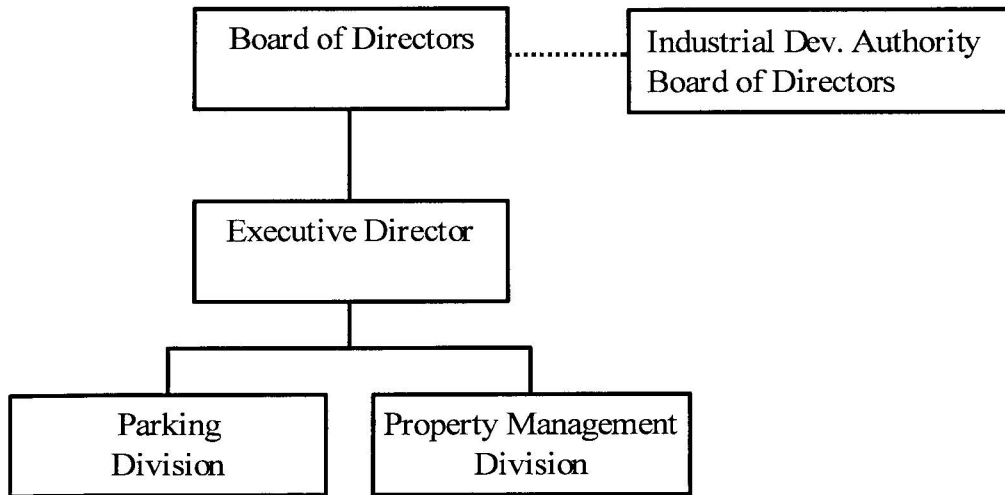 Board of Directors
Industrial Dev. Authority
Board of Directors
Executive Director
Parking
Division
Property Management
Division